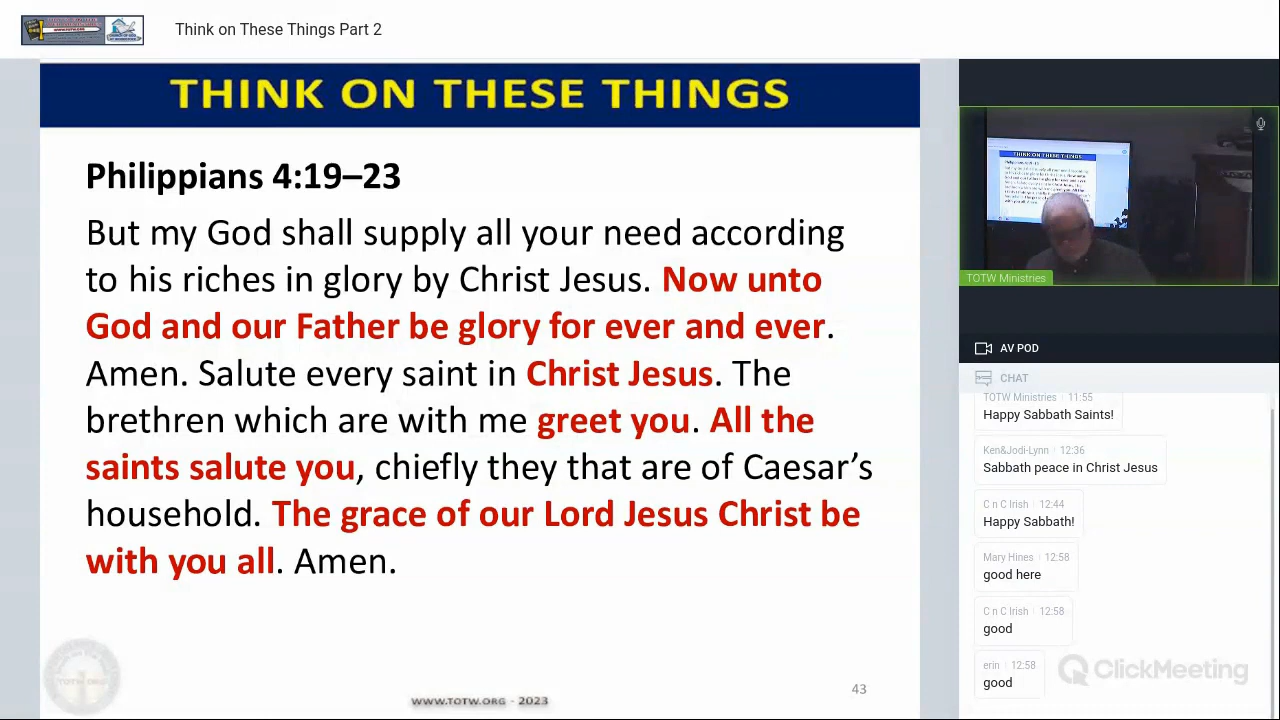 Think on These Things Part 2
THINK ON THESE THINGS
Philippians 4:19–23
But my God shall supply all your need according
to his riches in glory by Christ Jesus. Now unto
God and our Father be glory for ever and ever.
Amen. Salute every saint in Christ Jesus. The
brethren which are with me greet you. All the
saints salute you, chiefly they that are of Caesar’s
household. The grace of our Lord Jesus Christ be
with you all. Amen.
TOTW.ORG
WWW.TOTW.ORG - 2023
43
THINK ON THESE THINGS
TOTW Ministries
AV POD
CHAT
TOTW Ministries 11:55
Happy Sabbath Saints!
Ken&Jodi-Lynn 12:36
Sabbath peace in Christ Jesus
C n C Irish 12:44
Happy Sabbath!
Mary Hines 12:58
good here
C n C Irish 12:58
good
erin 12:58
good
ClickMeeting